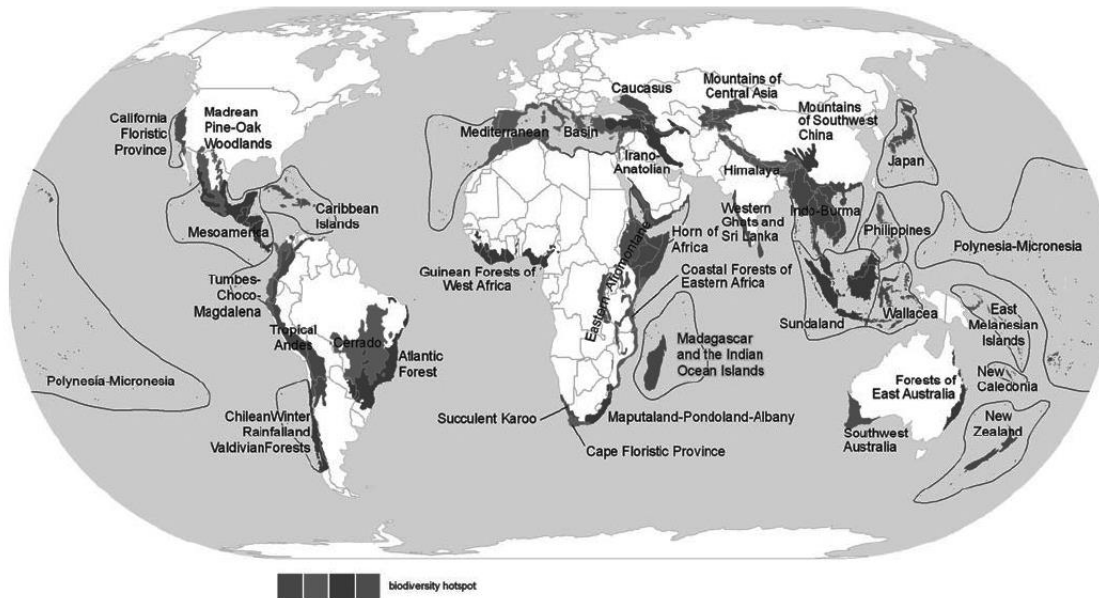 California
Floristic
Province
Madrean
Pine-Oak
Woodlands
Mesoamerica
Caribbean
Islands
Tumbes-
Choco-
Magdalena
Tropical
Andes
Cerrado
Atlantic
Forest
Polynesia-Micronesia
ChileanWinter
Rainfalland
ValdivianForests
Mediterranean Basin
Caucasus
Irano-
Anatolian
Mountains of
Central Asia
Mountains
of Southwest
China
Himalaya
Japan
Western
Ghats and
Sri Lanka
Indo-Burma
Philippines
Polynesia-Micronesia
Guinean Forests of
West Africa
Eastern Afromontane
Horn of
Africa
Coastal Forests of
Eastern Africa
Madagascar
and the Indian
Ocean Islands
Sundaland
Wallacea
East
Melanesian
Islands
New
Caledonia
Succulent Karoo
Maputaland-Pondoland-Albany
Cape Floristic Province
Forests of
East Australia
Southwest
Australia
New
Zealand
biodiversity hotspot